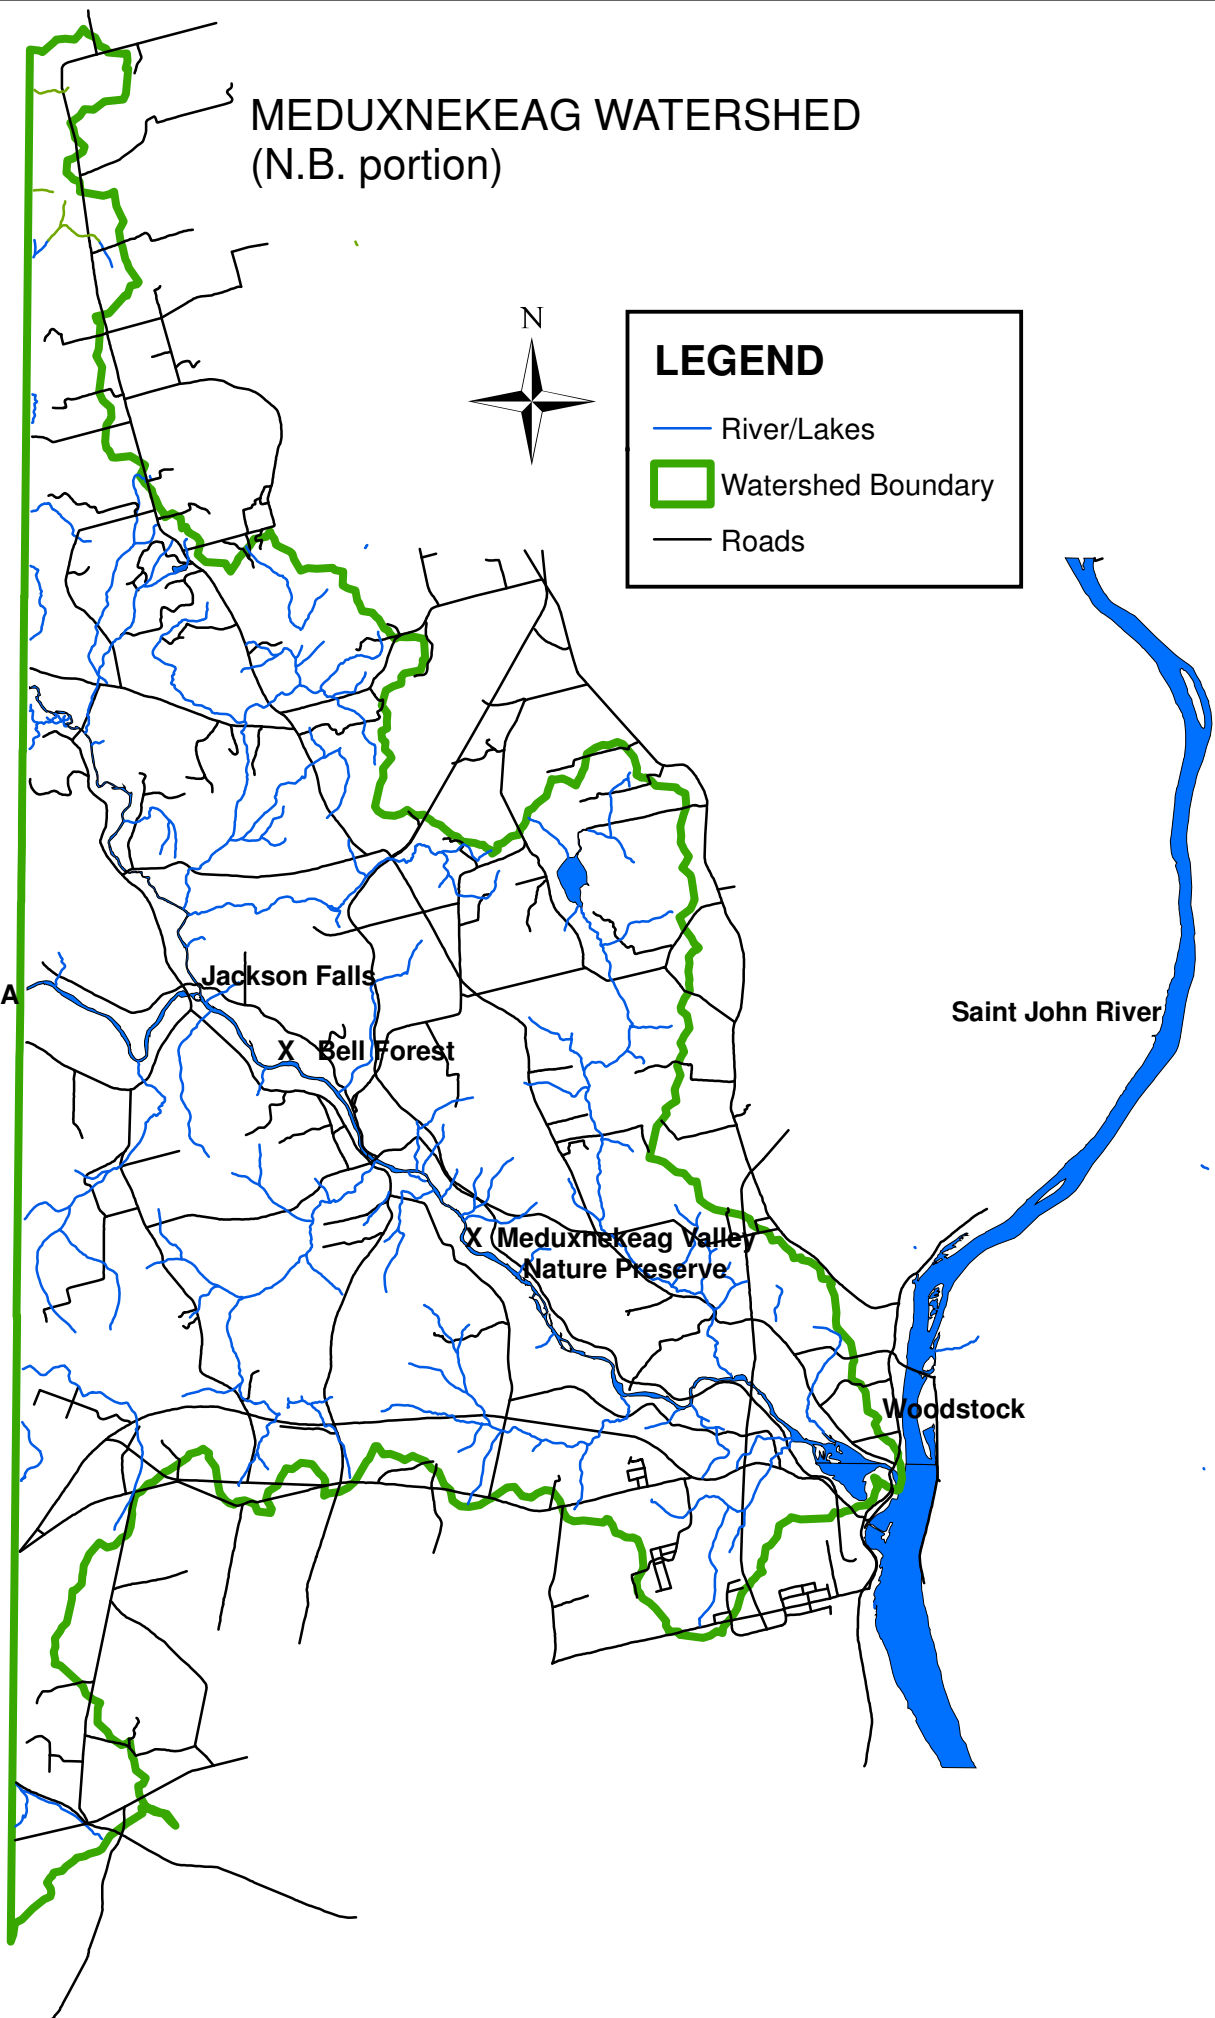 MEDUXNEKEAG WATERSHED
(N.B. portion)
N
LEGEND
River/Lakes
Watershed Boundary
Roads
A
Jackson Falls
Saint John River
X Bell Forest
X Meduxnekeag Valley
Nature Preserve
Woodstock